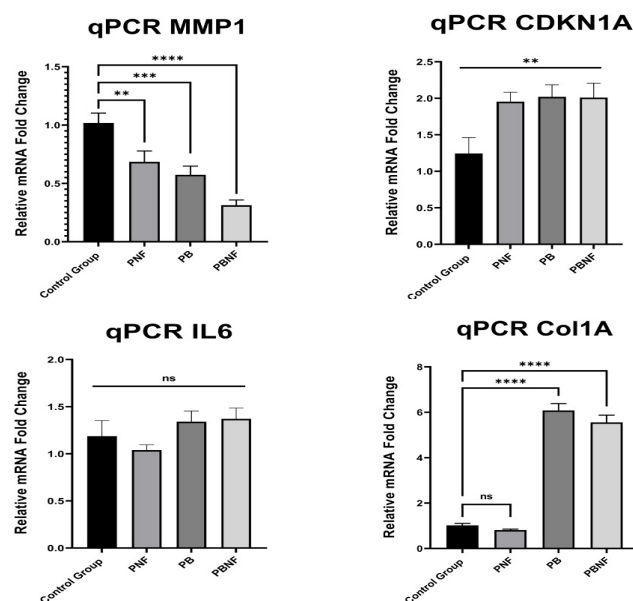 qPCR MMP1
Relative mRNA Fold Change
1.5
1.0
0.5
0.0
****
***
**
Control Group
PNF
PB
PBNF
qPCR CDKN1A
Relative mRNA Fold Change
2.5
2.0
1.5
1.0
0.5
0.0
**
Control Group
PNF
PB
PBNF
qPCR IL6
Relative mRNA Fold Change
2.0
1.5
1.0
0.5
0.0
ns
Control Group
PNF
PB
PBNF
qPCR Col1A
Relative mRNA Fold Change
8
6
4
2
0
****
****
ns
Control Group
PNF
PB
PBNF